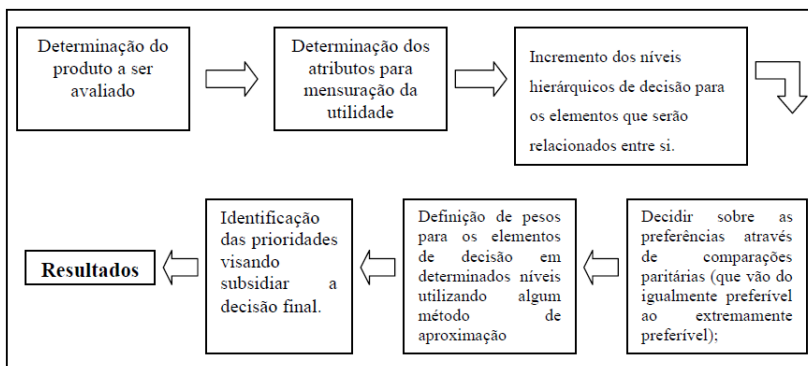 Determinação do
produto a ser
avaliado
Determinação dos
atributos para
mensuração da
utilidade
Incremento dos níveis
hierárquicos de decisão para
os elementos que serão
relacionados entre si.
Decidir sobre as
preferências através
de comparações
paritárias (que vão do
igualmente preferível
ao extremamente
preferível);
Definição de pesos
para os elementos
de decisão em
determinados níveis
utilizando algum
método de
aproximação
Identificação
das prioridades
visando
subsidiar a
decisão final.
Resultados